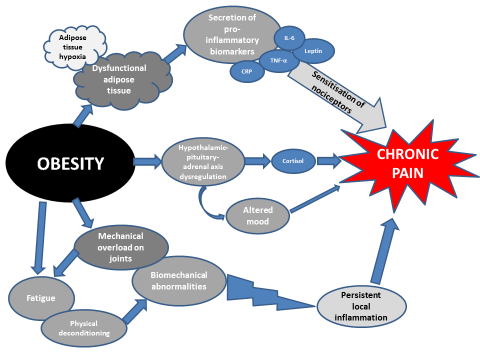 Adipose
tissue
hypoxia
Dysfunctional
adipose
tissue
Secretion of
pro-
inflammatory
biomarkers
IL-6
Leptin
TNF-α
CRP
Sensitisation of
nociceptors
OBESITY
Hypothalamic-
pituitary-
adrenal axis
dysregulation
Cortisol
CHRONIC
PAIN
Altered
mood
Mechanical
overload on
joints
Biomechanical
abnormalities
Fatigue
Physical
deconditioning
Persistent
local
inflammation